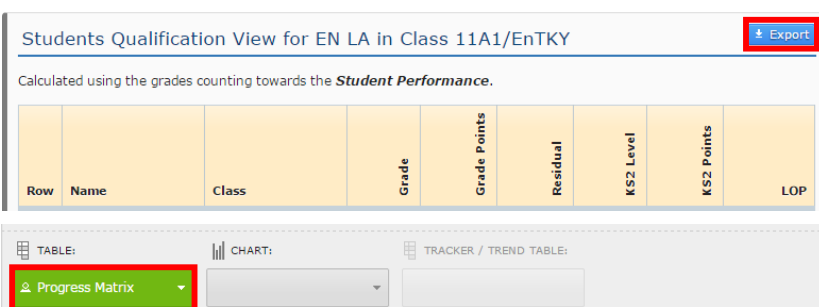 Students Qualification View for EN LA in Class 11A1/EnTKY
Export
Calculated using the grades counting towards the Student Performance.
Row Name Class Grade Grade Points Residual KS2 Level KS2 Points LOP
TABLE: CHART: TRACKER / TREND TABLE:
Progress Matrix